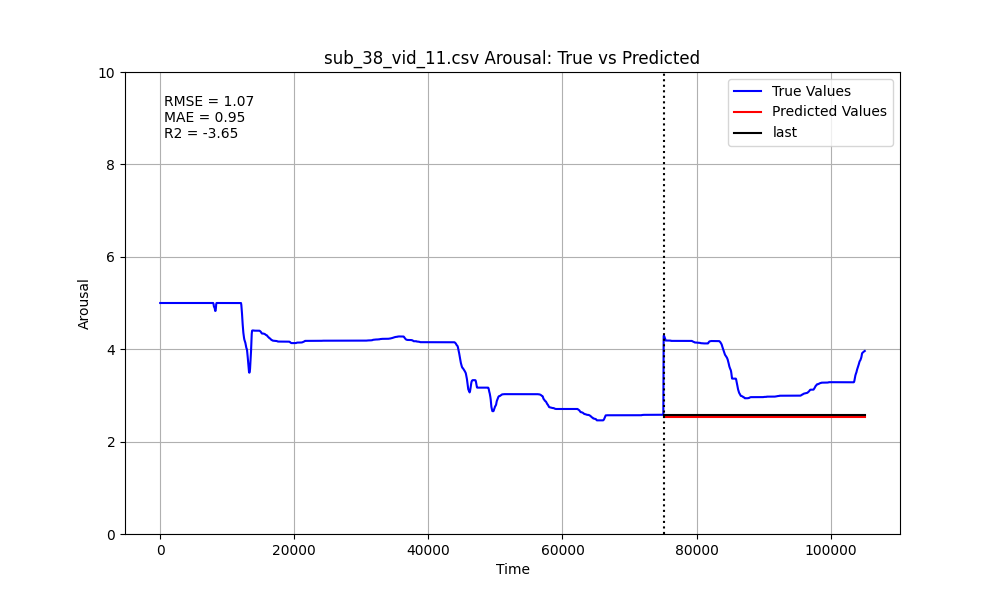 sub_38_vid_11.csv Arousal: True vs Predicted
RMSE = 1.07
MAE = 0.95
R2 = -3.65
True Values
Predicted Values
last
Arousal
10
8
6
4
2
0
0
20000
40000
60000
80000
100000
Time